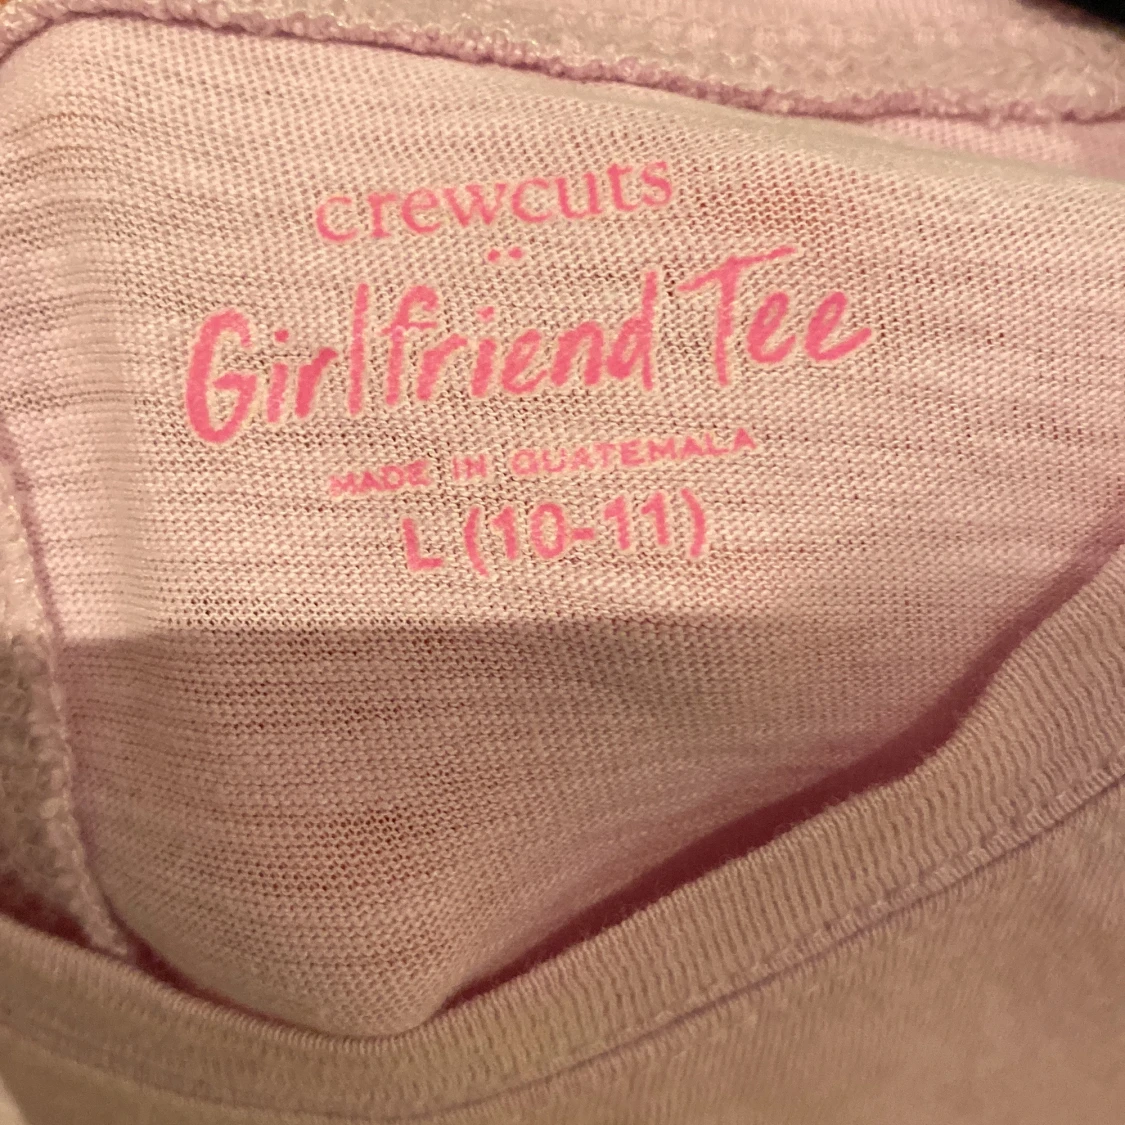 crewcuts
Girlfriend Tee
MADE IN GUATEMALA
L (10-11)